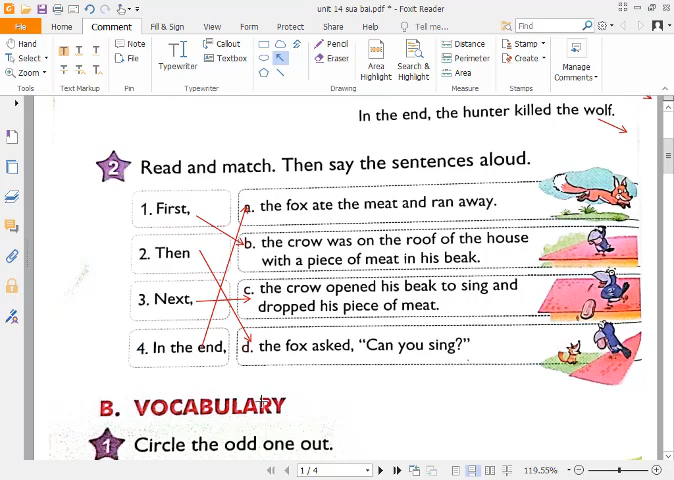 unit 14 sua bai.pdf * - Foxit Reader
File Home Comment Fill & Sign View Form Protect Share Help Tell me... Find
Hand
Select
Zoom
Tools
Text Markup
Note
File
Pin
Typewriter
Callout
Textbox
Typewriter
Pencil
Eraser
Drawing
Area Highlight
Search & Highlight
Distance
Perimeter
Area
Measure
Stamp
Create
Stamps
Manage Comments
In the end, the hunter killed the wolf.
2 Read and match. Then say the sentences aloud.
1. First,
a. the fox ate the meat and ran away.
2. Then
b. the crow was on the roof of the house
with a piece of meat in his beak.
3. Next,
c. the crow opened his beak to sing and
dropped his piece of meat.
4. In the end,
d. the fox asked, “Can you sing?”
B. VOCABULARY
1 Circle the odd one out.
1 / 4
119.55%